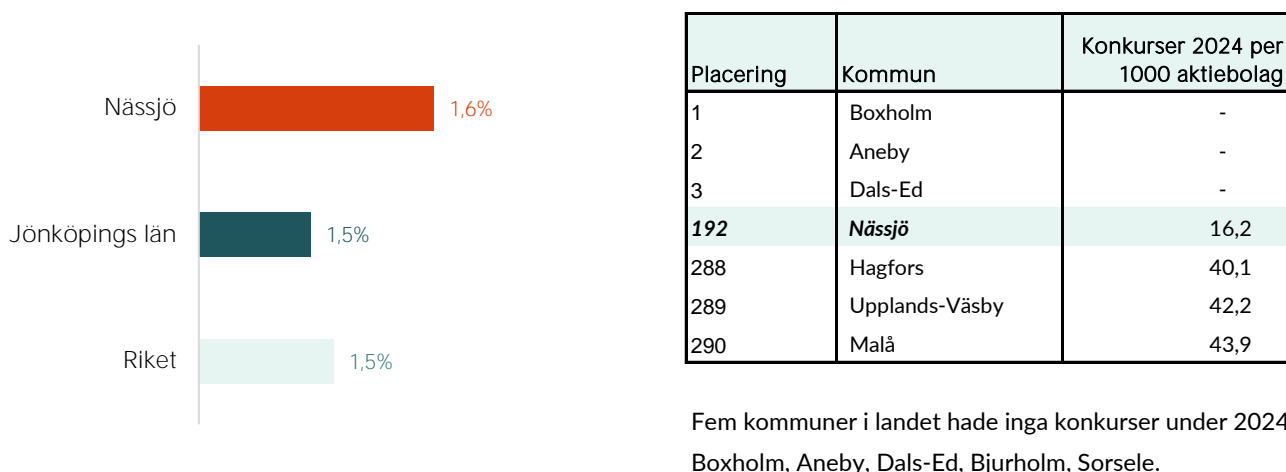 Nässjö
1,6%
Jönköpings län
1,5%
Riket
1,5%
Placering Kommun Konkurser 2024 per 1000 aktiebolag
1 Boxholm -
2 Aneby -
3 Dals-Ed -
192 Nässjö 16,2
288 Hagfors 40,1
289 Upplands-Väsby 42,2
290 Malå 43,9
Fem kommuner i landet hade inga konkurser under 2024
Boxholm, Aneby, Dals-Ed, Bjurholm, Sorsele.